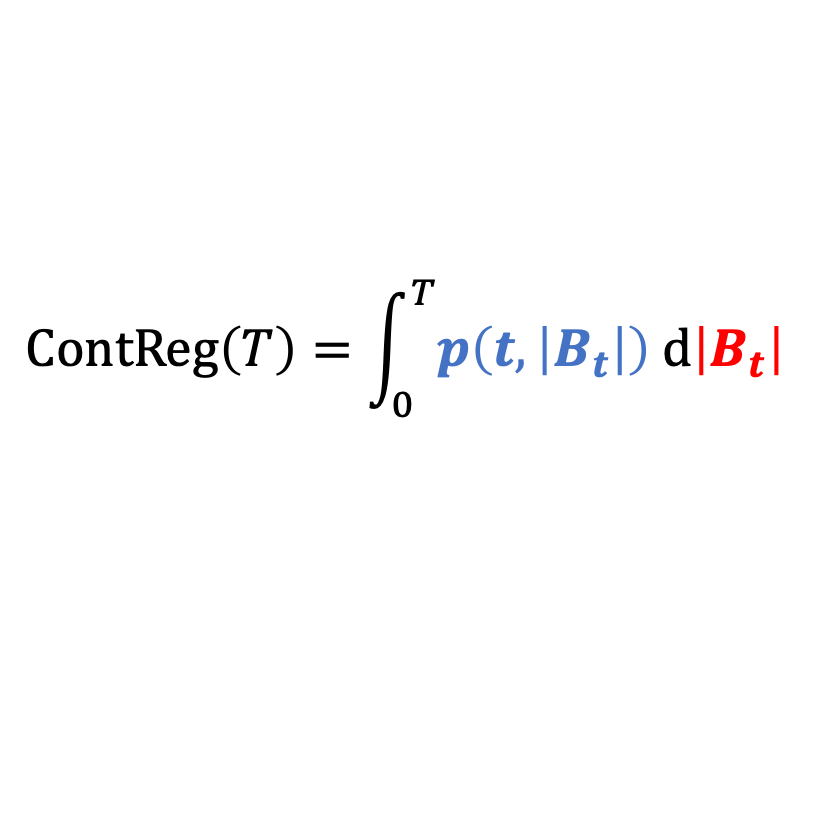 ContReg(T) = ∫₀ᵀ p(t, |Bₜ|) d|Bₜ|